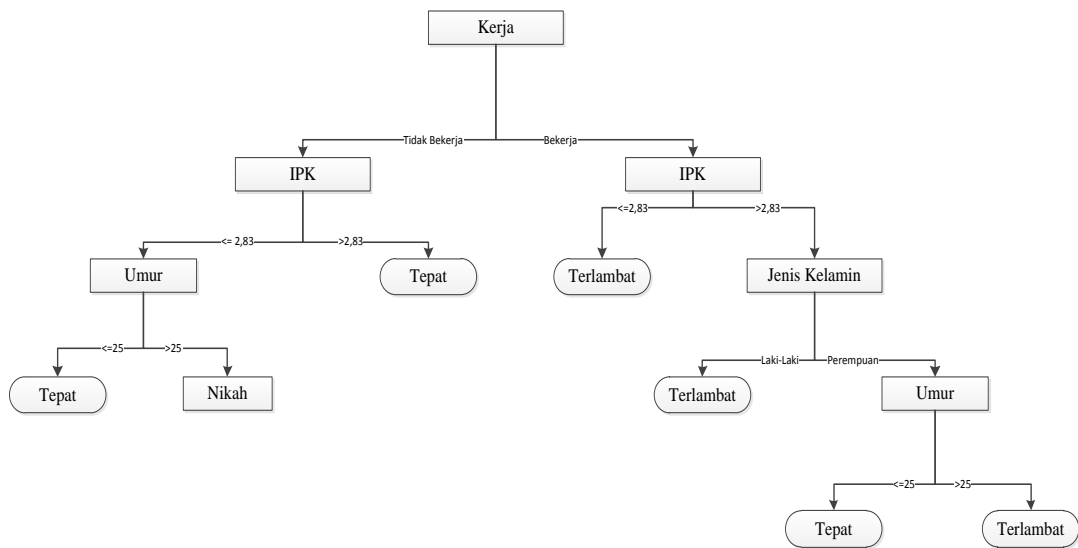 Kerja
Tidak Bekerja
Bekerja
IPK
IPK
<= 2,83
>2,83
<=2,83
>2,83
Umur
Tepat
Terlambat
Jenis Kelamin
<=25
>25
Laki-Laki
Perempuan
Tepat
Nikah
Terlambat
Umur
<=25
>25
Tepat
Terlambat